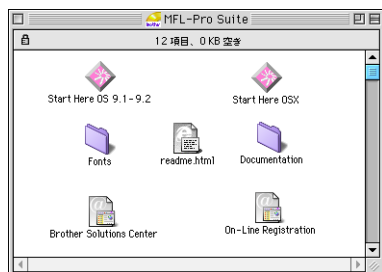 MFL-Pro Suite
12 項目、0 KB 空き
Start Here OS 9.1-9.2
Start Here OSX
Fonts
readme.html
Documentation
Brother Solutions Center
On-Line Registration